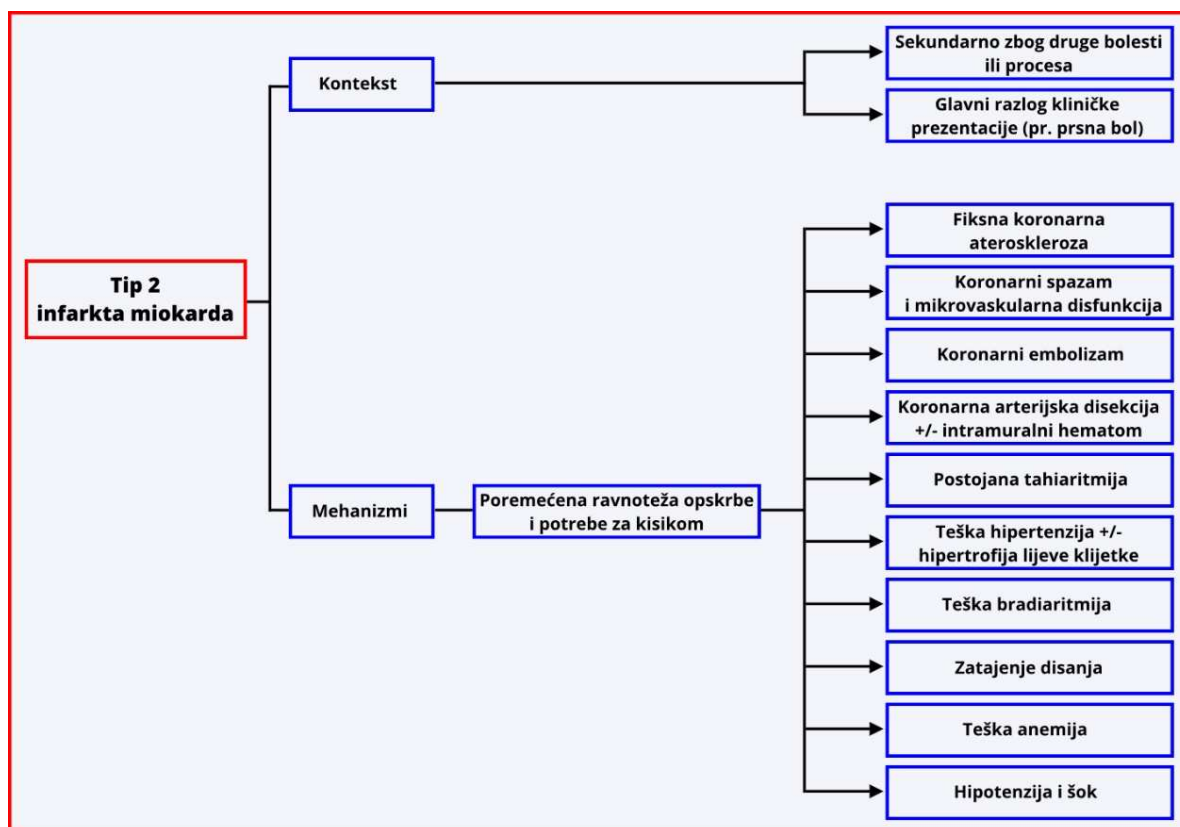 Tip 2
infarkta miokarda
Kontekst
Sekundarno zbog druge bolesti
ili procesa
Glavni razlog kliničke
prezentacije (pr. prsna bol)
Mehanizmi
Poremećena ravnoteža opskrbe
i potrebe za kisikom
Fiksna koronarna
ateroskleroza
Koronarni spazam
i mikrovaskularna disfunkcija
Koronarni embolizam
Koronarna arterijska disekcija
+/- intramuralni hematom
Postojana tahiaritmija
Teška hipertenzija +/-
hipertrofija lijeve klijetke
Teška bradiaritmija
Zatajenje disanja
Teška anemija
Hipotenzija i šok